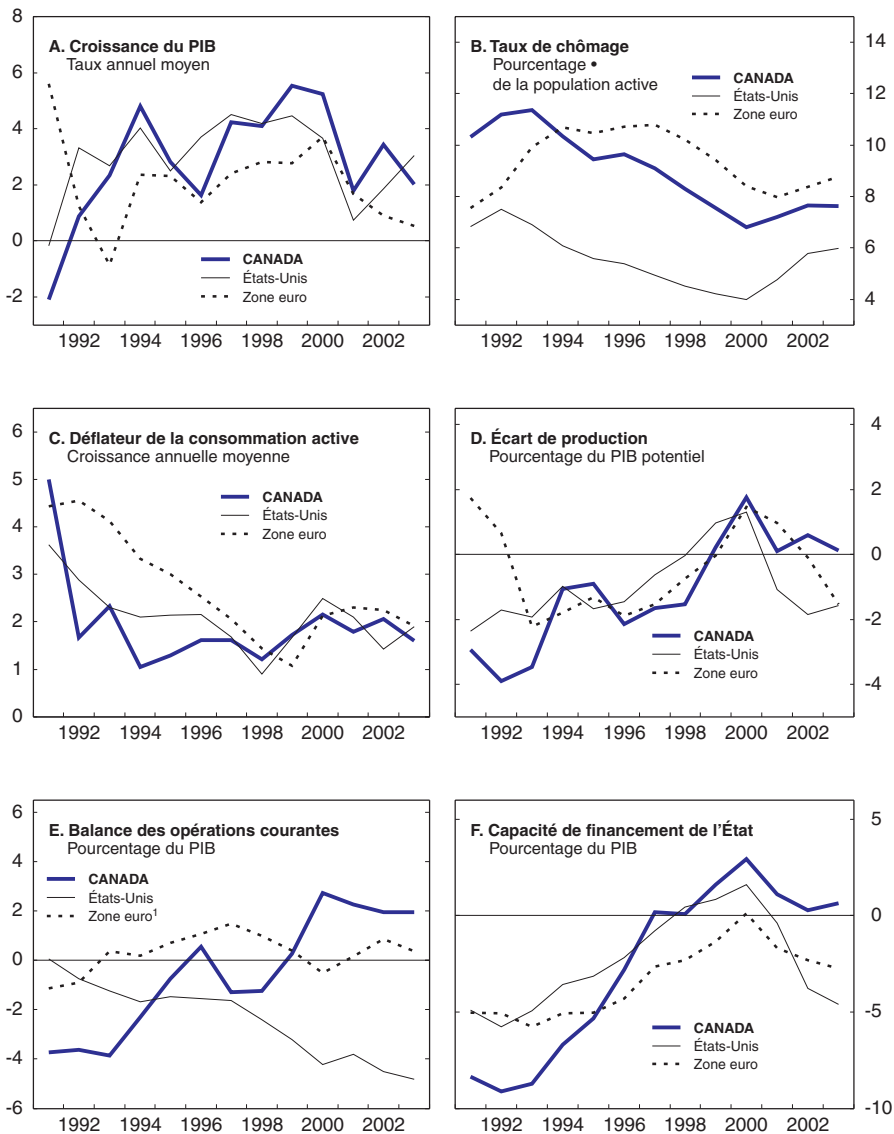 A. Croissance du PIB
Taux annuel moyen
8
6
4
2
0
-2
CANADA
États-Unis
Zone euro
1992 1994 1996 1998 2000 2002
B. Taux de chômage
Pourcentage •
de la population active
CANADA
États-Unis
Zone euro
14
12
10
8
6
4
1992 1994 1996 1998 2000 2002
C. Déflateur de la consommation active
Croissance annuelle moyenne
6
5
4
3
2
1
0
CANADA
États-Unis
Zone euro
1992 1994 1996 1998 2000 2002
D. Écart de production
Pourcentage du PIB potentiel
4
2
0
-2
-4
CANADA
États-Unis
Zone euro
1992 1994 1996 1998 2000 2002
E. Balance des opérations courantes
Pourcentage du PIB
CANADA
États-Unis
Zone euro¹
6
4
2
0
-2
-4
-6
1992 1994 1996 1998 2000 2002
F. Capacité de financement de l’État
Pourcentage du PIB
5
0
-5
-10
CANADA
États-Unis
Zone euro
1992 1994 1996 1998 2000 2002